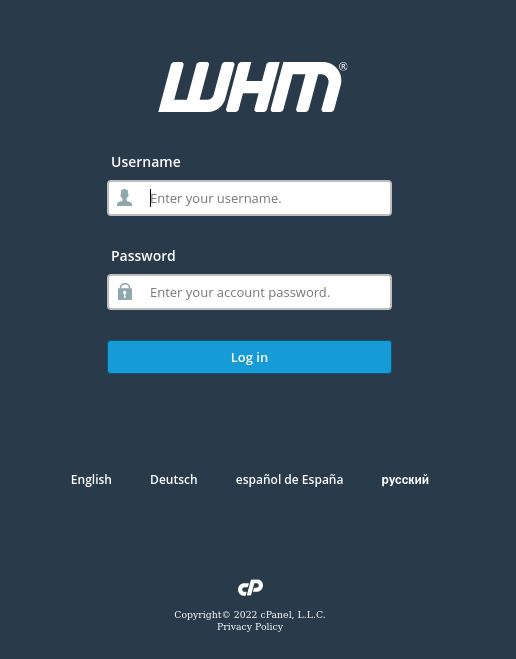 WHM®
Username
Enter your username.
Password
Enter your account password.
Log in
English Deutsch español de España русский
cP
Copyright© 2022 cPanel, L.L.C.
Privacy Policy